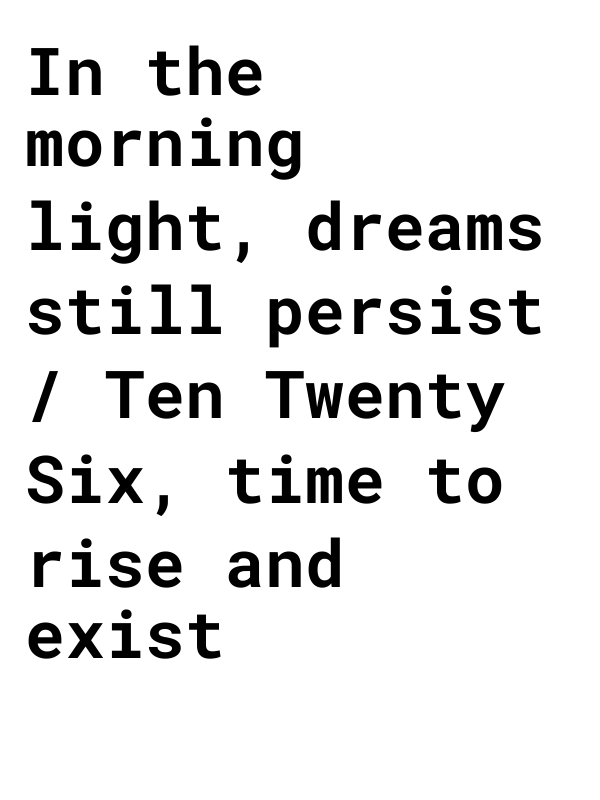 In the
morning
light, dreams
still persist
/ Ten Twenty
Six, time to
rise and
exist